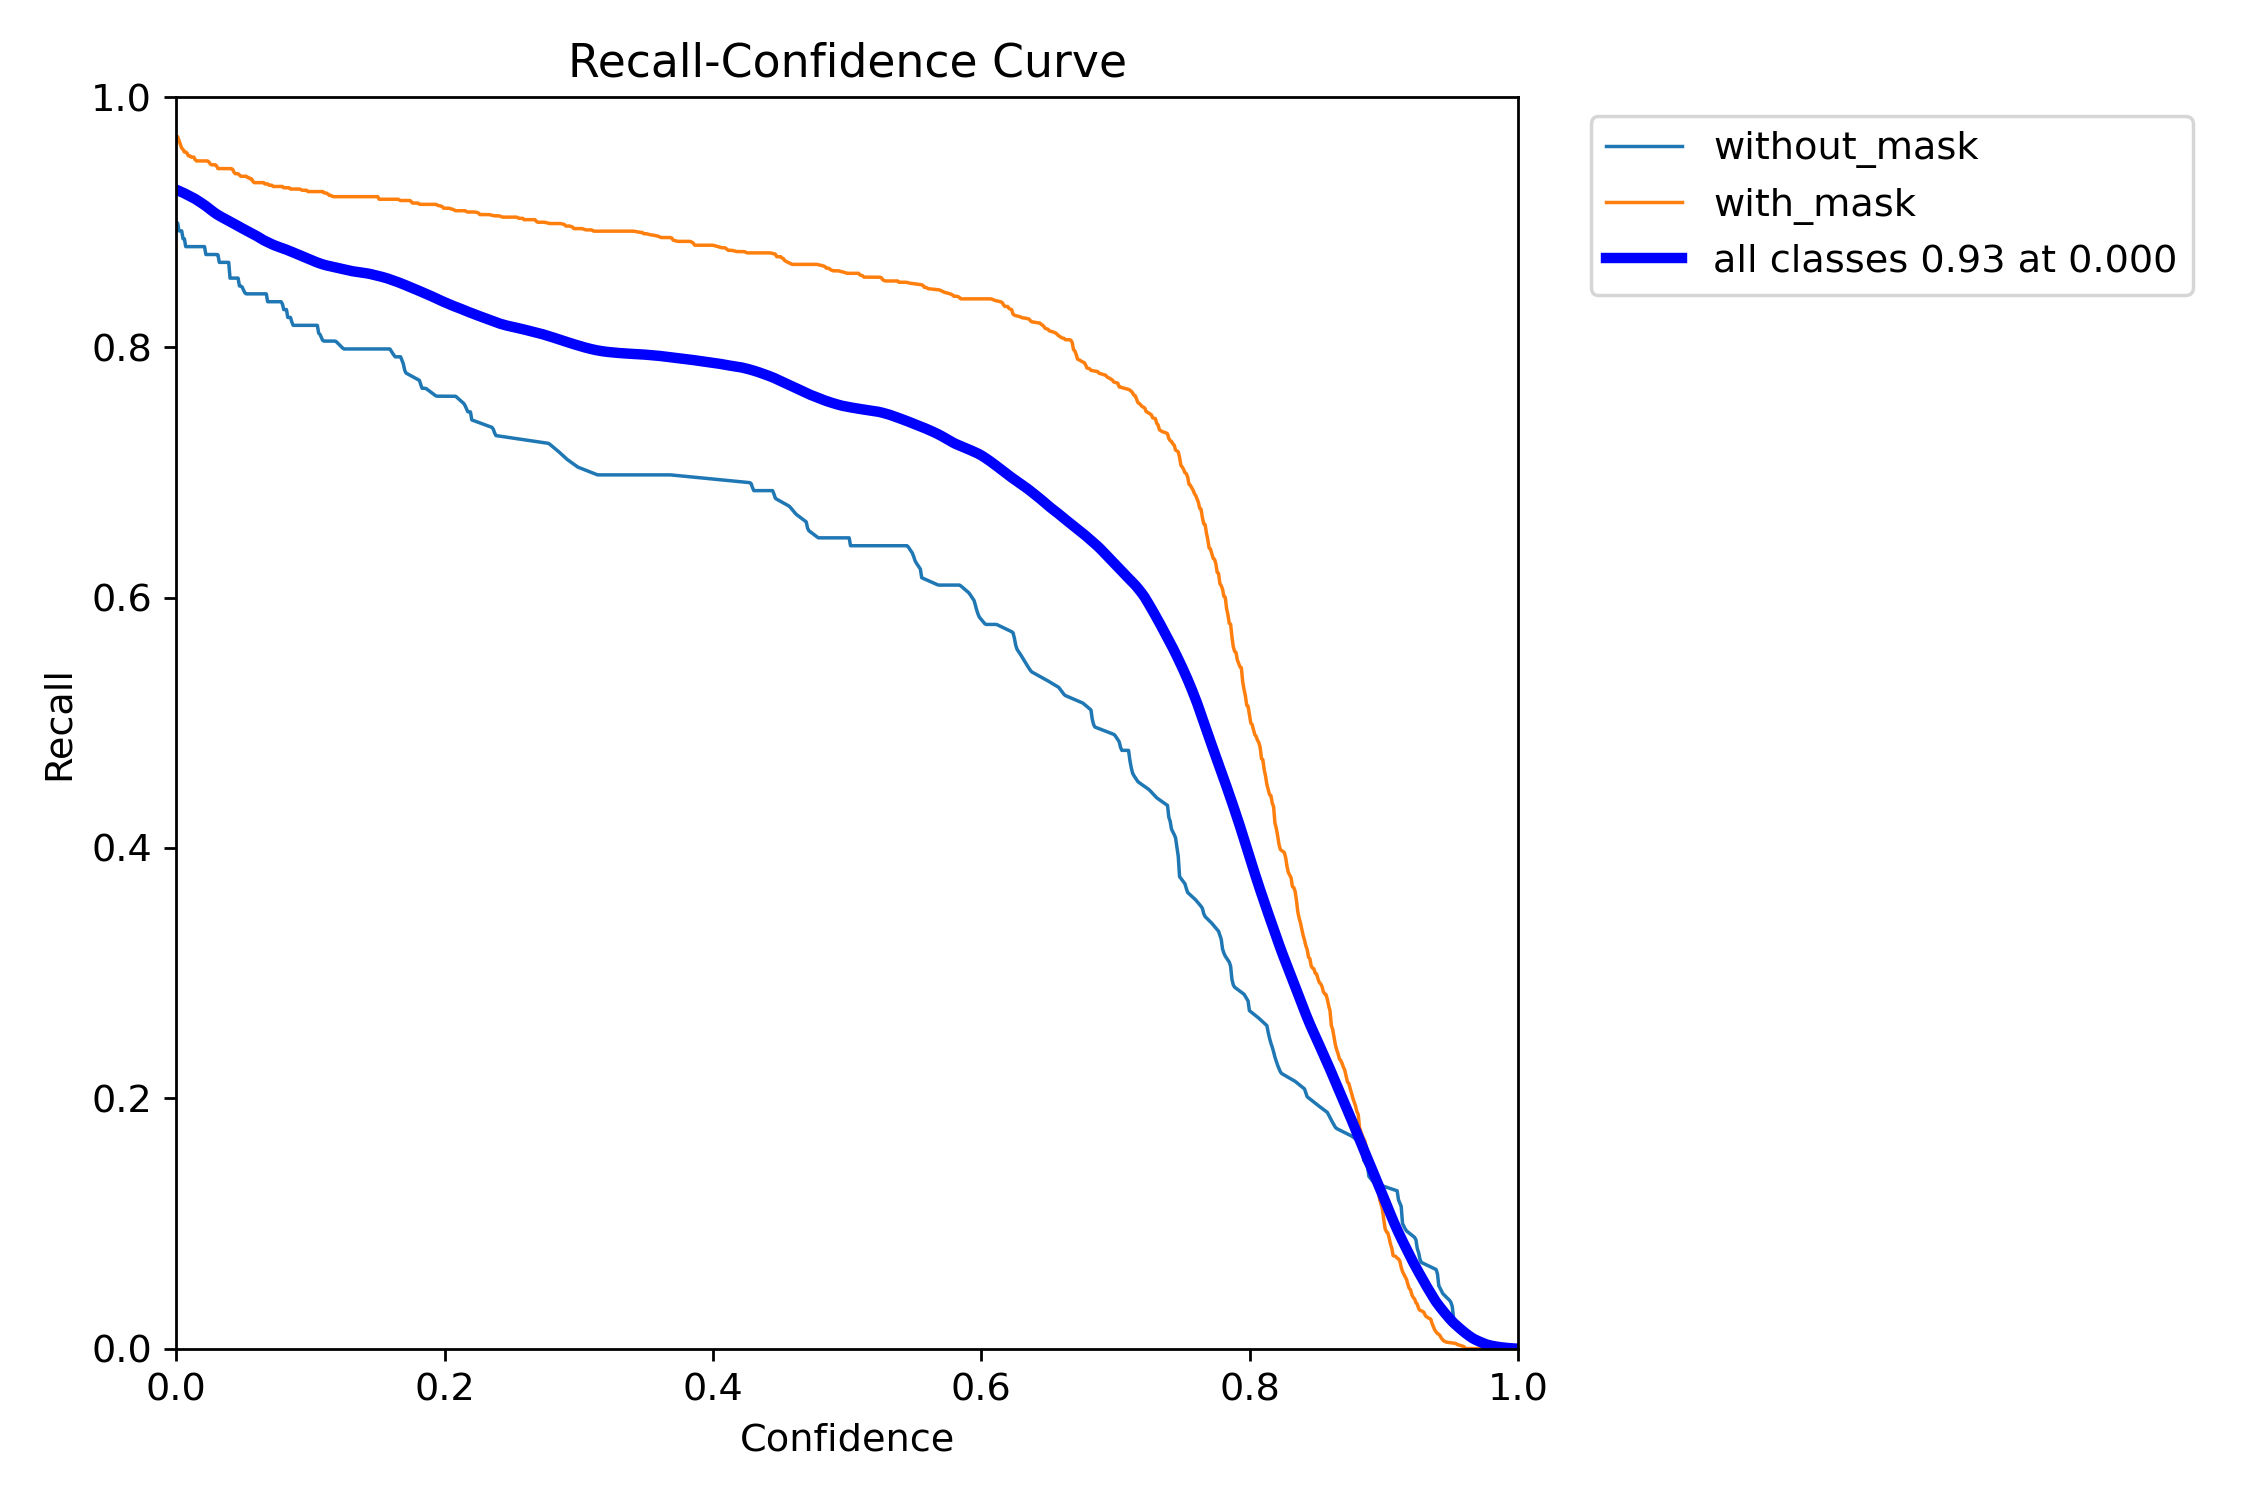 Recall-Confidence Curve
1.0
0.8
0.6
0.4
0.2
0.0
Recall
0.0 0.2 0.4 0.6 0.8 1.0
Confidence
without_mask
with_mask
all classes 0.93 at 0.000